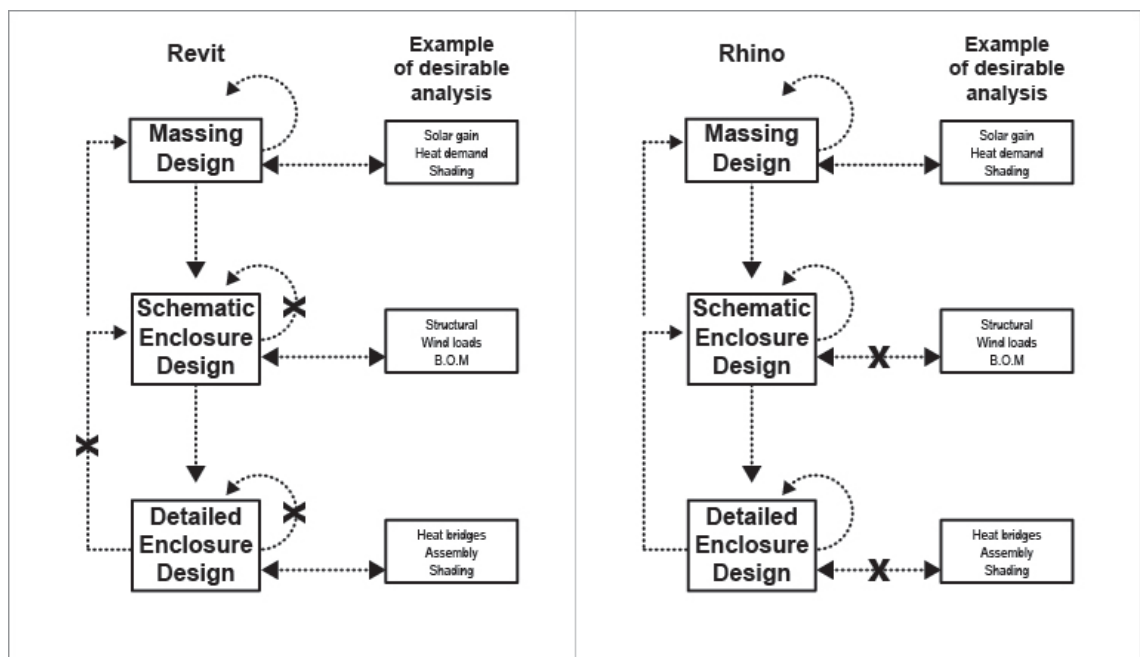 Revit
Example
of desirable
analysis
Massing
Design
Solar gain
Heat demand
Shading
Schematic
Enclosure
Design
X
Structural
Wind loads
B.O.M
X
Detailed
Enclosure
Design
X
Heat bridges
Assembly
Shading
Rhino
Example
of desirable
analysis
Massing
Design
Solar gain
Heat demand
Shading
Schematic
Enclosure
Design
X
Structural
Wind loads
B.O.M
Detailed
Enclosure
Design
X
Heat bridges
Assembly
Shading